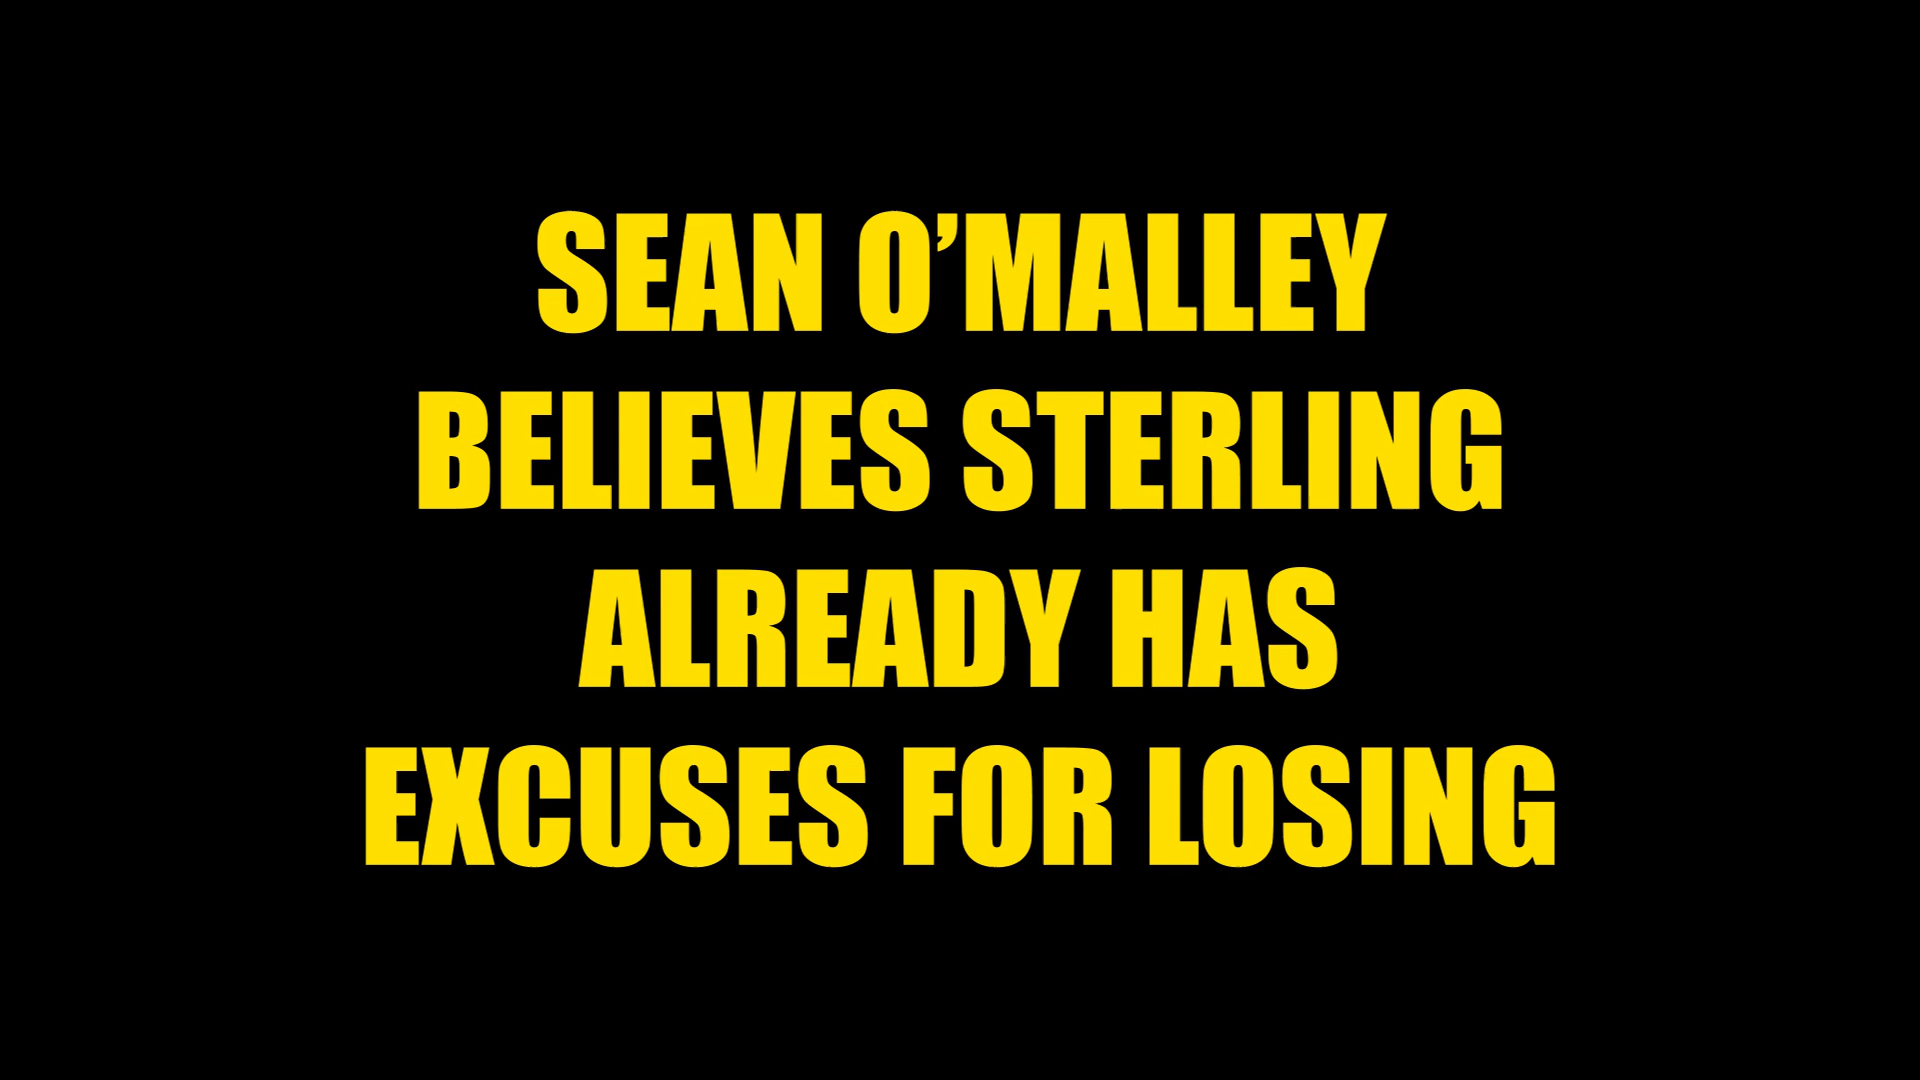 SEAN O’MALLEY
BELIEVES STERLING
ALREADY HAS
EXCUSES FOR LOSING